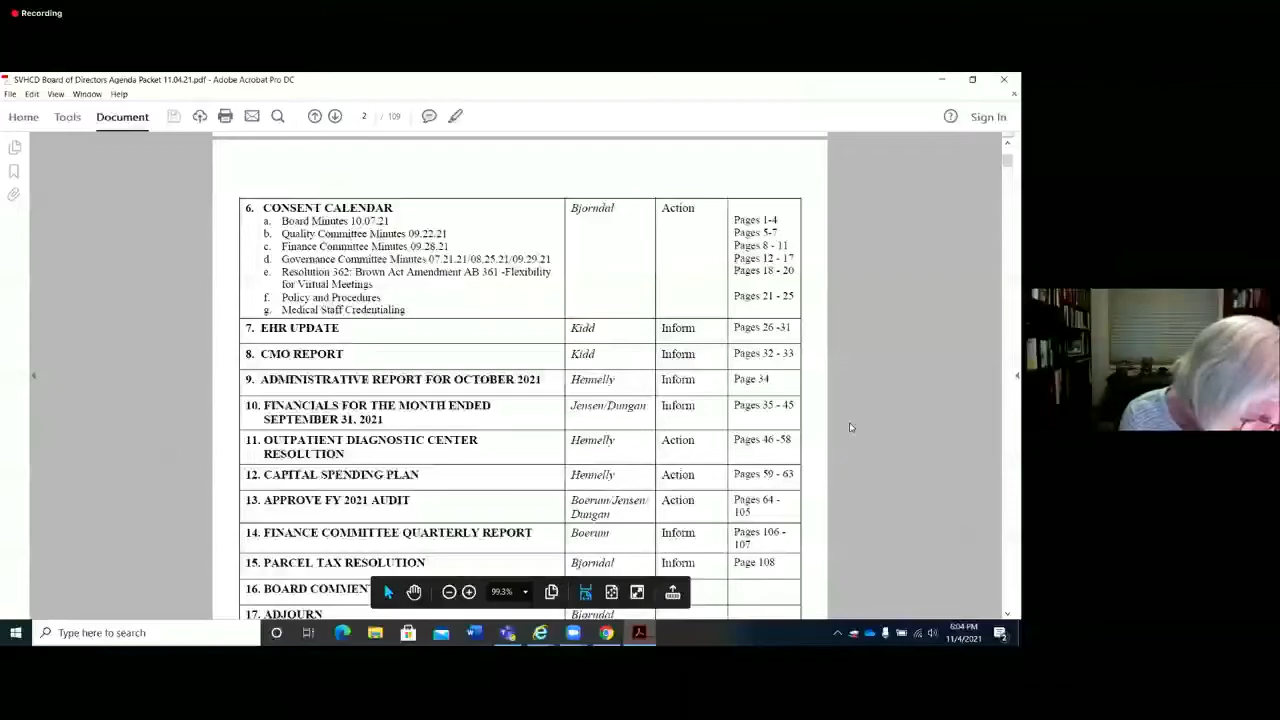 Recording
SVHCD Board of Directors Agenda Packet 11.04.21.pdf - Adobe Acrobat Pro DC
File Edit View Window Help
Home Tools Document 2 / 109 Sign In
6. CONSENT CALENDAR Bjorndal Action
a. Board Minutes 10.07.21 Pages 1-4
b. Quality Committee Minutes 09.22.21 Pages 5-7
c. Finance Committee Minutes 09.28.21 Pages 8 - 11
d. Governance Committee Minutes 07.21.21/08.25.21/09.29.21 Pages 12 - 17
e. Resolution 362: Brown Act Amendment AB 361 -Flexibility Pages 18 - 20
for Virtual Meetings
f. Policy and Procedures Pages 21 - 25
g. Medical Staff Credentialing
7. EHR UPDATE Kidd Inform Pages 26 -31
8. CMO REPORT Kidd Inform Pages 32 - 33
9. ADMINISTRATIVE REPORT FOR OCTOBER 2021 Hennelly Inform Page 34
10. FINANCIALS FOR THE MONTH ENDED Jensen/Dungan Inform Pages 35 - 45
SEPTEMBER 31, 2021
11. OUTPATIENT DIAGNOSTIC CENTER Hennelly Action Pages 46 -58
RESOLUTION
12. CAPITAL SPENDING PLAN Hennelly Action Pages 59 - 63
13. APPROVE FY 2021 AUDIT Boerum/Jensen/ Action Pages 64 -
Dungan 105
14. FINANCE COMMITTEE QUARTERLY REPORT Boerum Inform Pages 106 -
107
15. PARCEL TAX RESOLUTION Bjorndal Inform Page 108
16. BOARD COMMEN
99.3%
17. ADJOURN Bjorndal
Type here to search
6:04 PM
11/4/2021
2